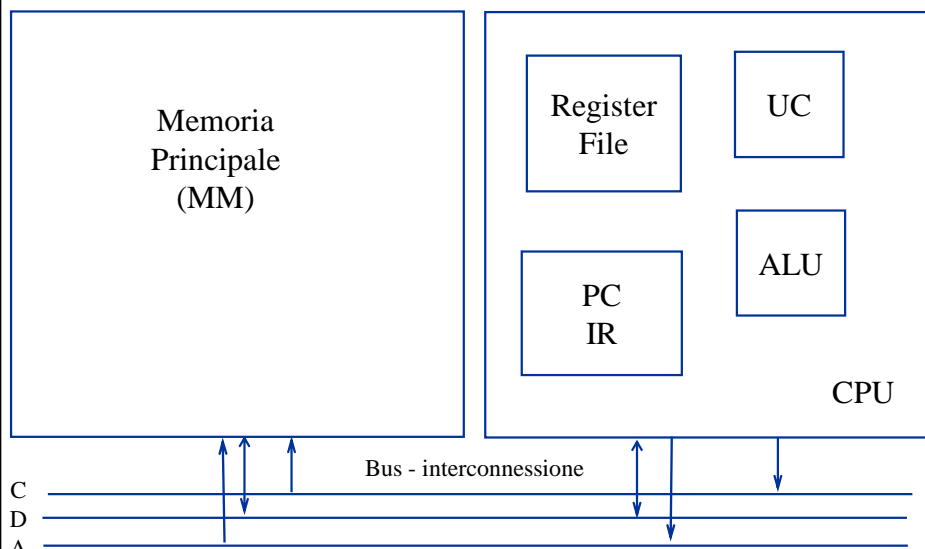 Memoria
Principale
(MM)
Register
File
UC
ALU
PC
IR
CPU
Bus - interconnessione
C
D
A